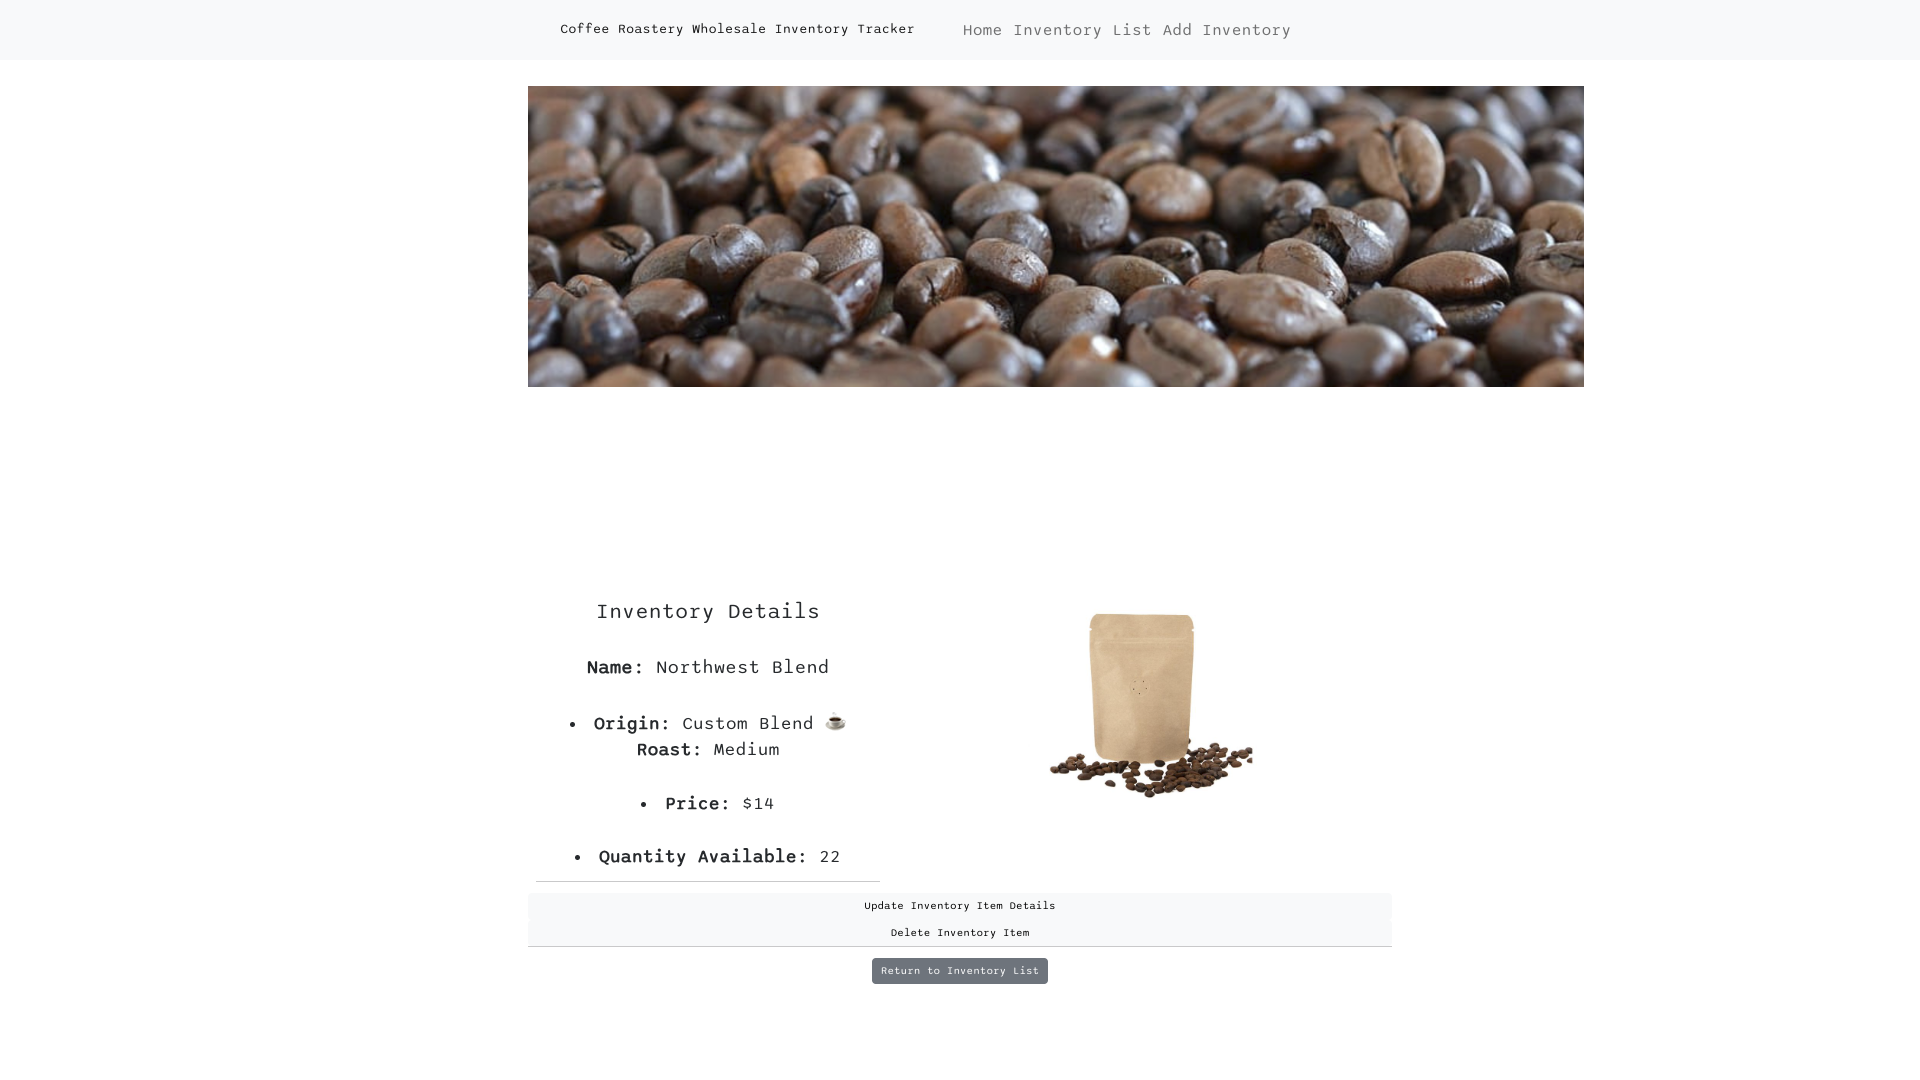 Coffee Roastery Wholesale Inventory Tracker Home Inventory List Add Inventory
Inventory Details
Name: Northwest Blend
• Origin: Custom Blend ☕
Roast: Medium
• Price: $14
• Quantity Available: 22
Update Inventory Item Details
Delete Inventory Item
Return to Inventory List